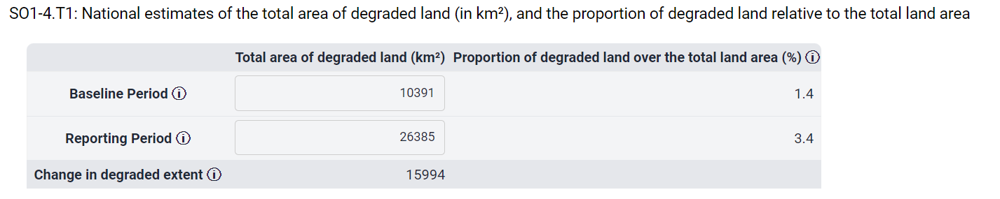 SO1-4.T1: National estimates of the total area of degraded land (in km²), and the proportion of degraded land relative to the total land area
Total area of degraded land (km²) Proportion of degraded land over the total land area (%) ⓘ
Baseline Period ⓘ 10391 1.4
Reporting Period ⓘ 26385 3.4
Change in degraded extent ⓘ 15994